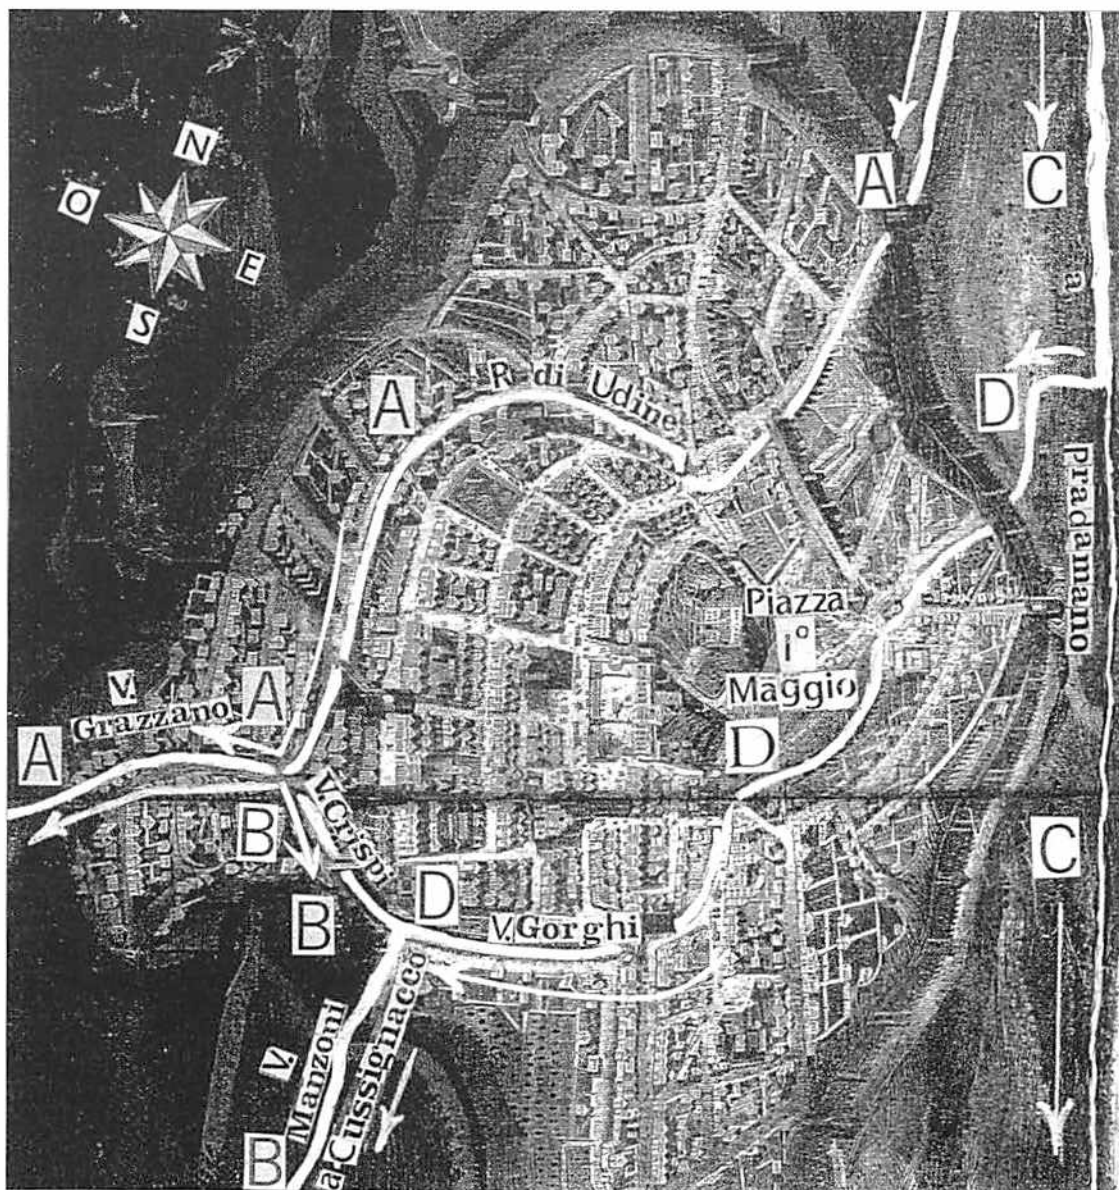 N
O
E
S
A
C
a
D
pradamano
A
R. di Udine
Piazza
1°
Maggio
D
V.
Grazzano
A
A
B
V. Crispi
D
B
V. Gorghi
C
V.
Manzoni
a Cussignacco
B